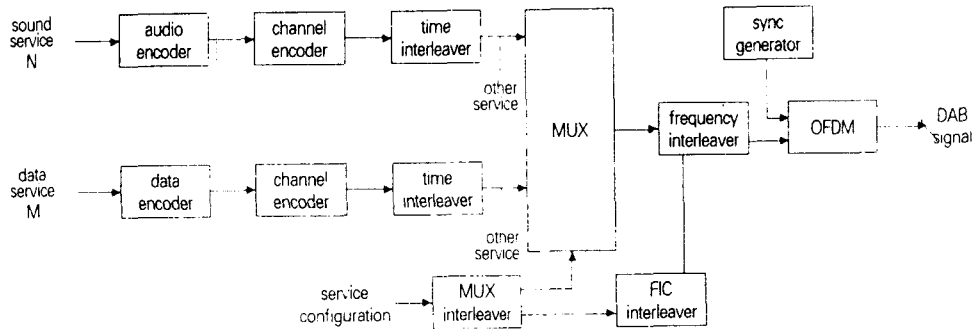 sound
service
N
audio
encoder
channel
encoder
time
interleaver
other
service
MUX
sync
generator
frequency
interleaver
OFDM
DAB
signal
data
service
M
data
encoder
channel
encoder
time
interleaver
other
service
service
configuration
MUX
interleaver
FIC
interleaver